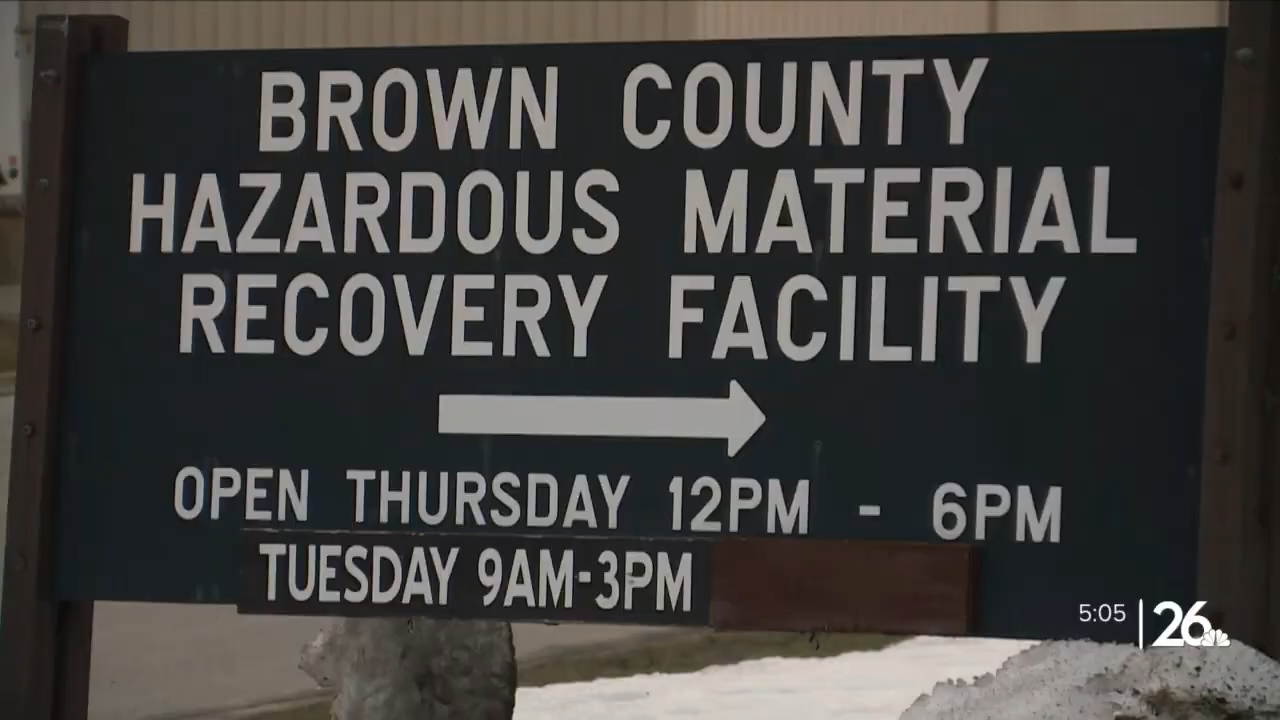 BROWN COUNTY
HAZARDOUS MATERIAL
RECOVERY FACILITY
OPEN THURSDAY 12PM - 6PM
TUESDAY 9AM-3PM
5:05 26